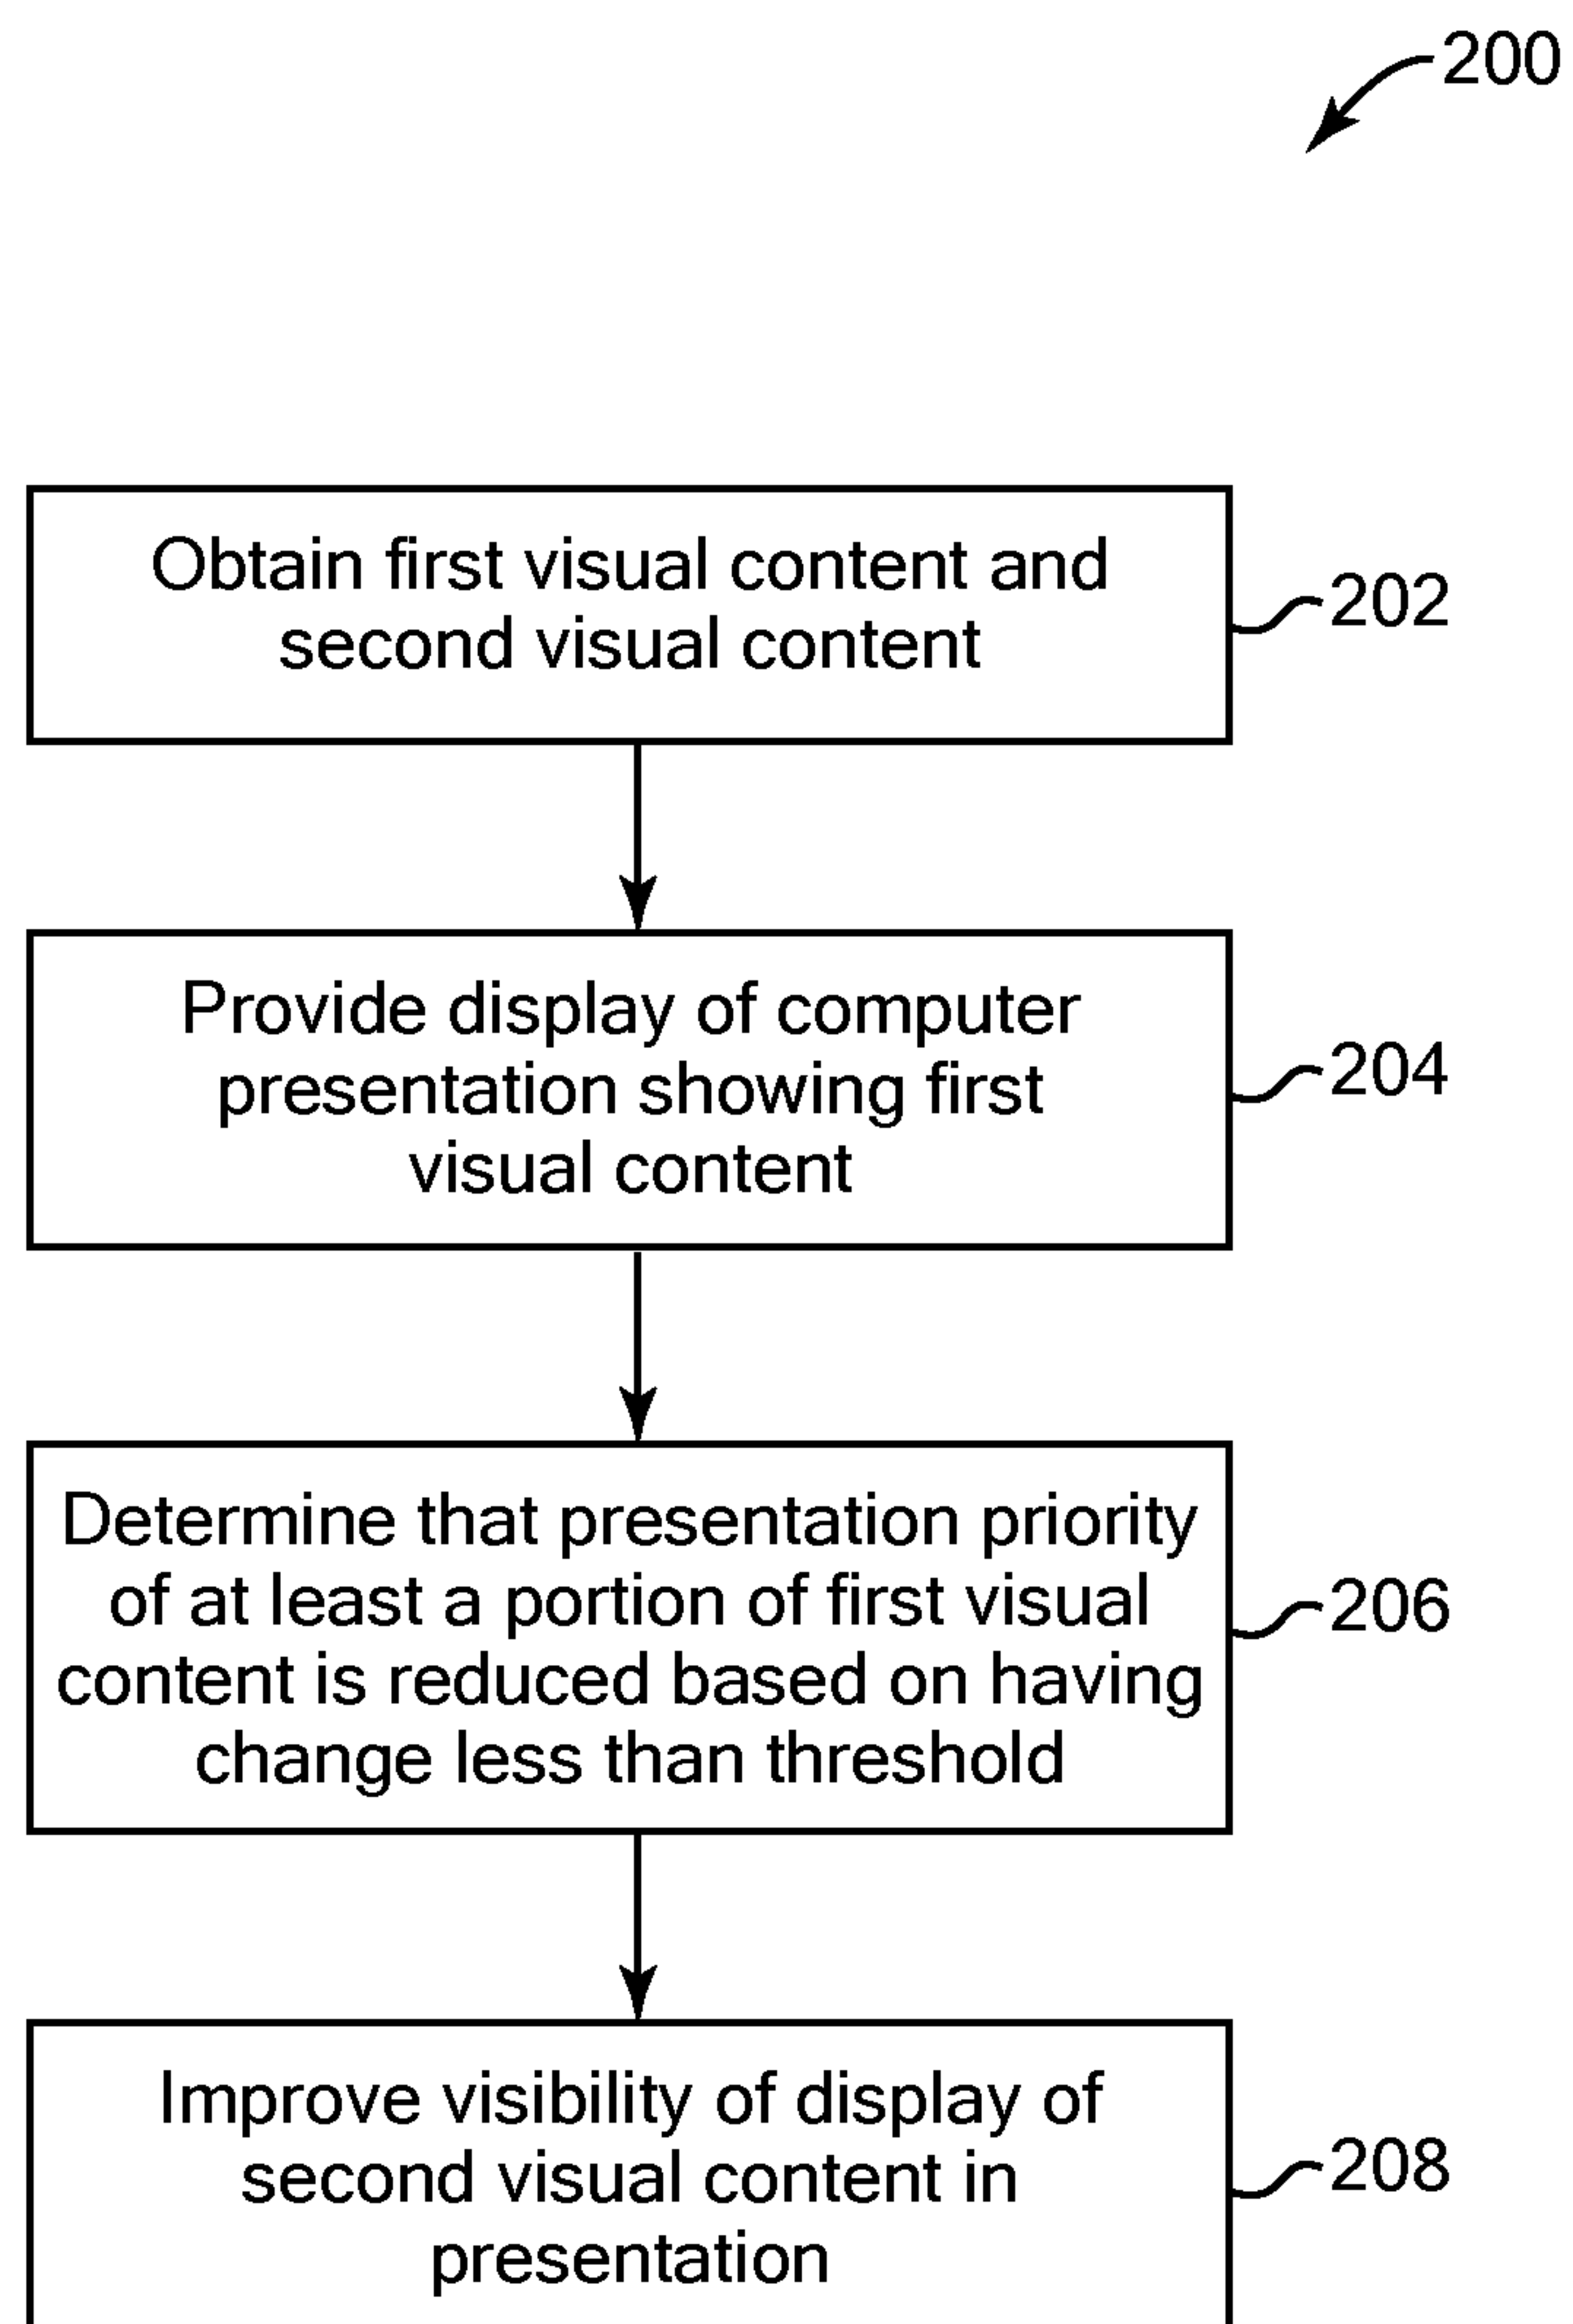 200
Obtain first visual content and
second visual content
202
Provide display of computer
presentation showing first
visual content
204
Determine that presentation priority
of at least a portion of first visual
content is reduced based on having
change less than threshold
206
Improve visibility of display of
second visual content in
presentation
208